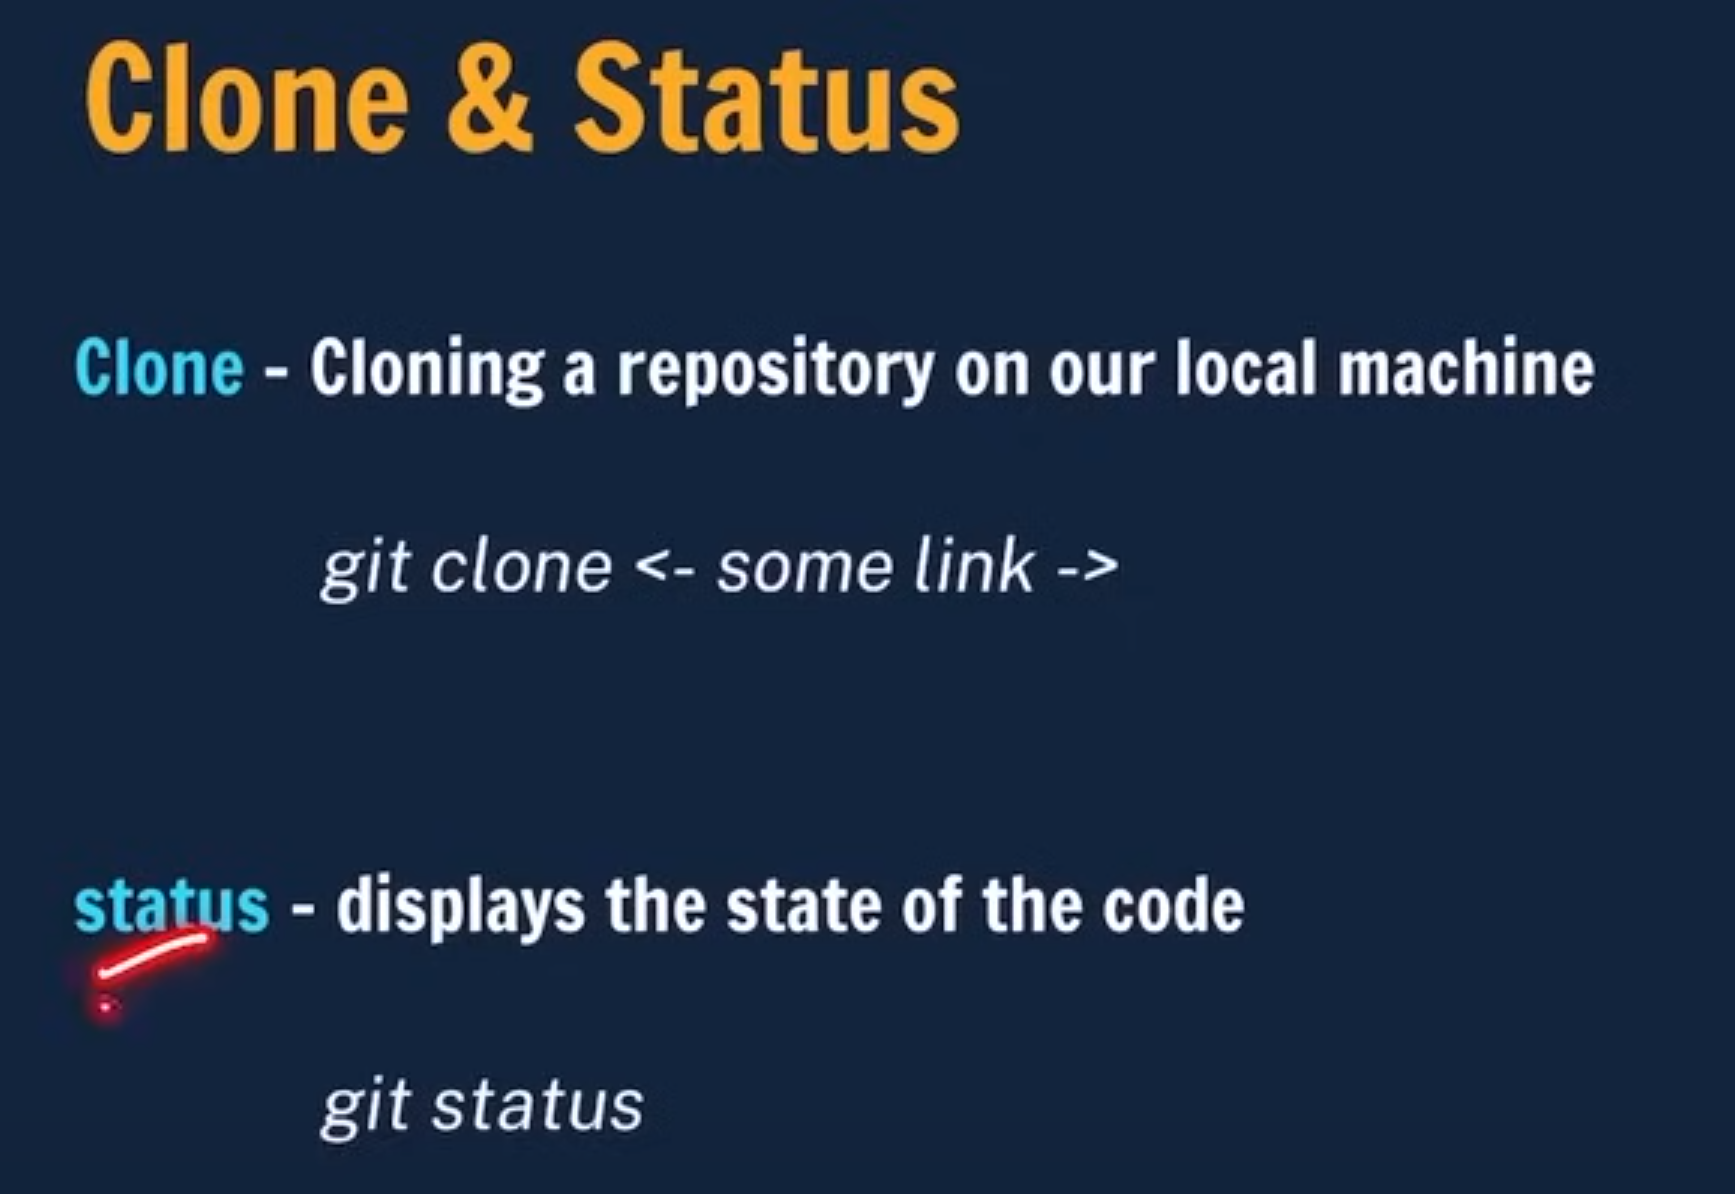 Clone & Status
Clone - Cloning a repository on our local machine
git clone <- some link ->
status - displays the state of the code
git status